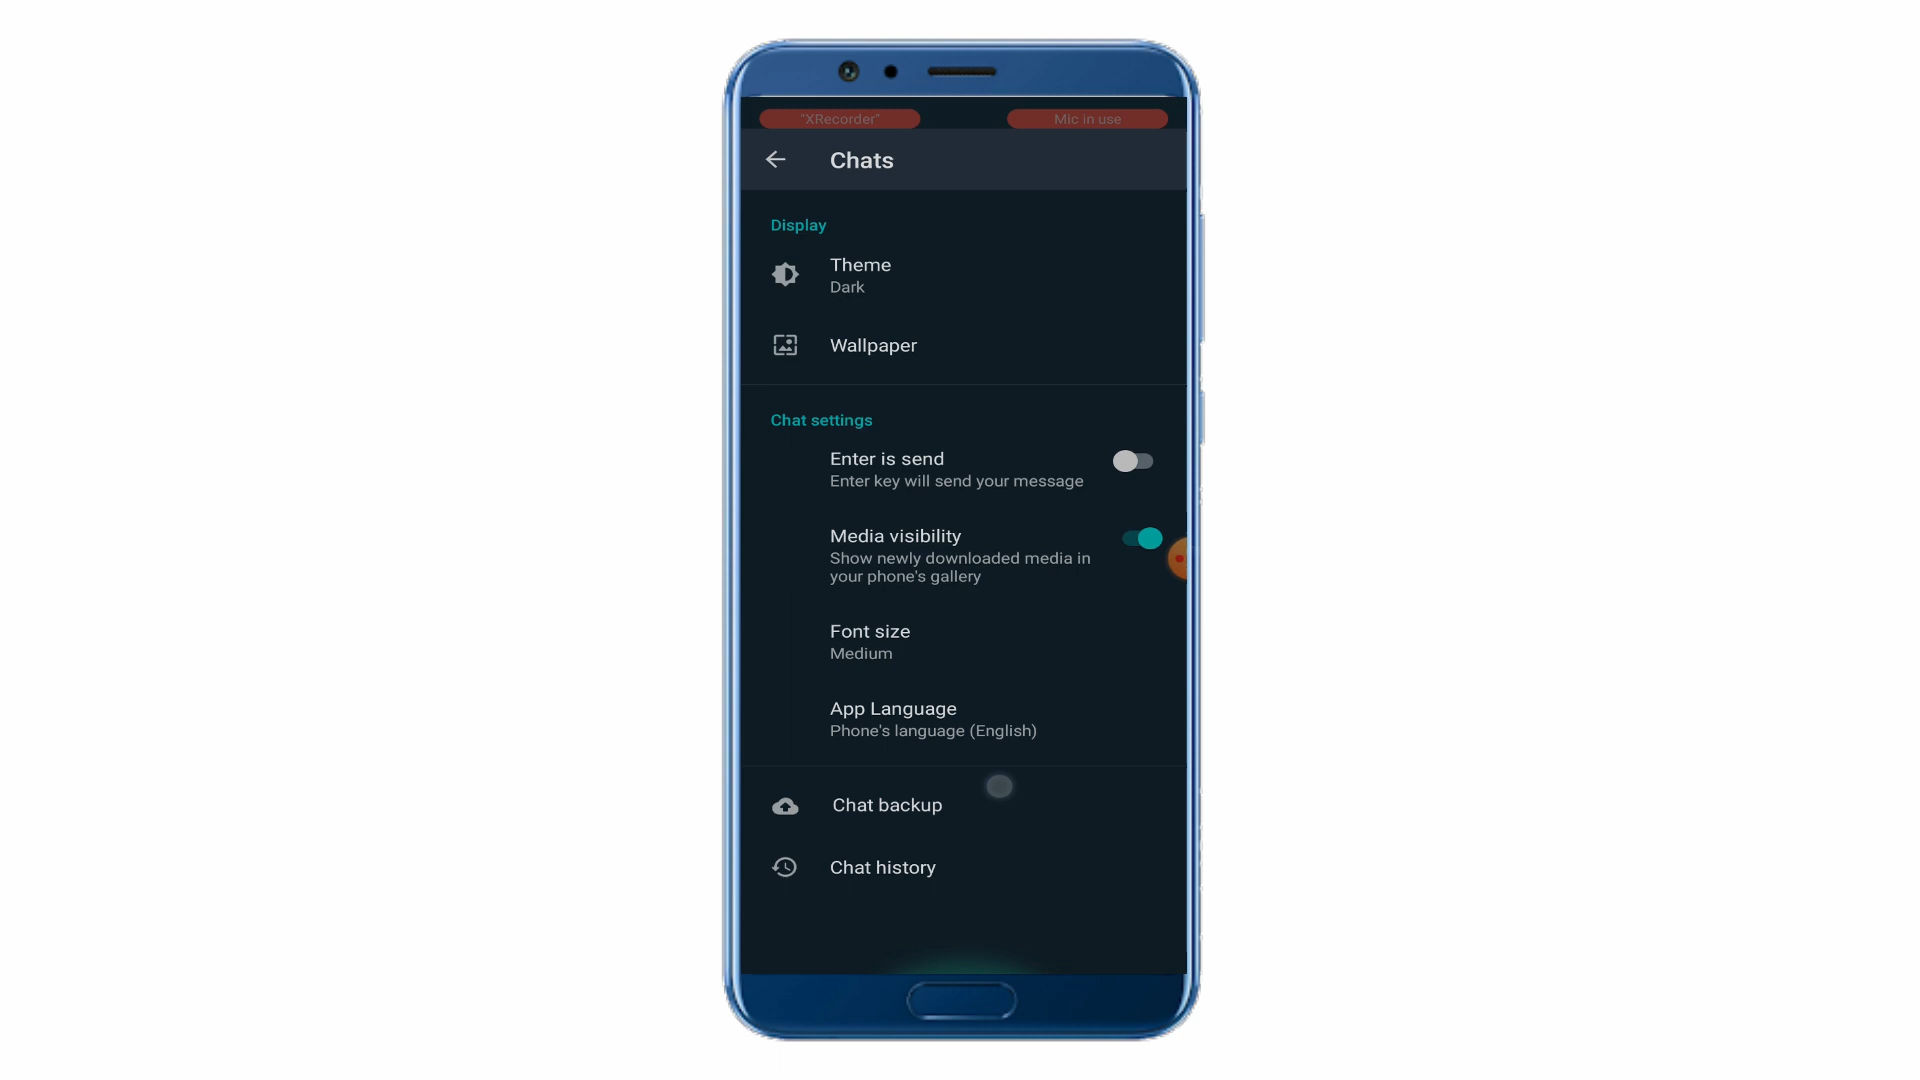 "XRecorder"
Mic in use
Chats
Display
Theme
Dark
Wallpaper
Chat settings
Enter is send
Enter key will send your message
Media visibility
Show newly downloaded media in
your phone's gallery
Font size
Medium
App Language
Phone's language (English)
Chat backup
Chat history